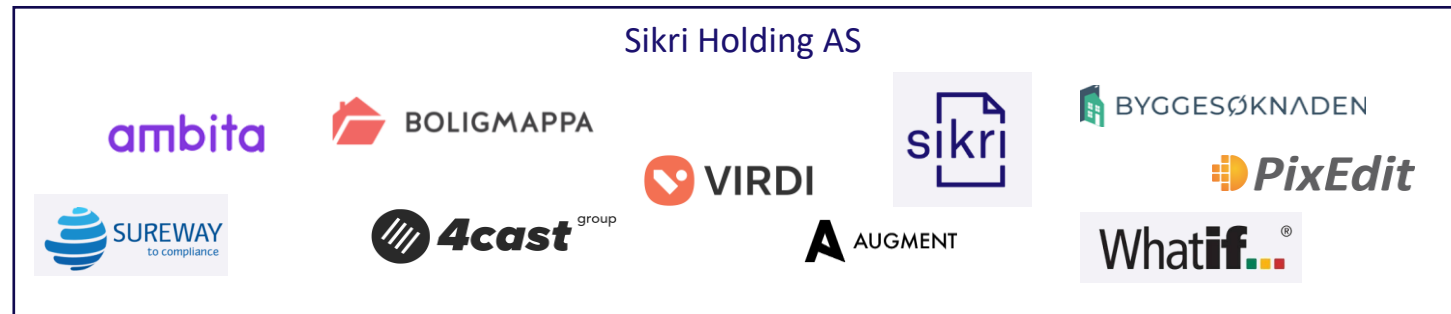 Sikri Holding AS
ambita
BOLIGMAPPA
VIRDI
sikri
BYGGESØKNADEN
PixEdit
SUREWAY
to compliance
4cast group
AUGMENT
Whatif...®